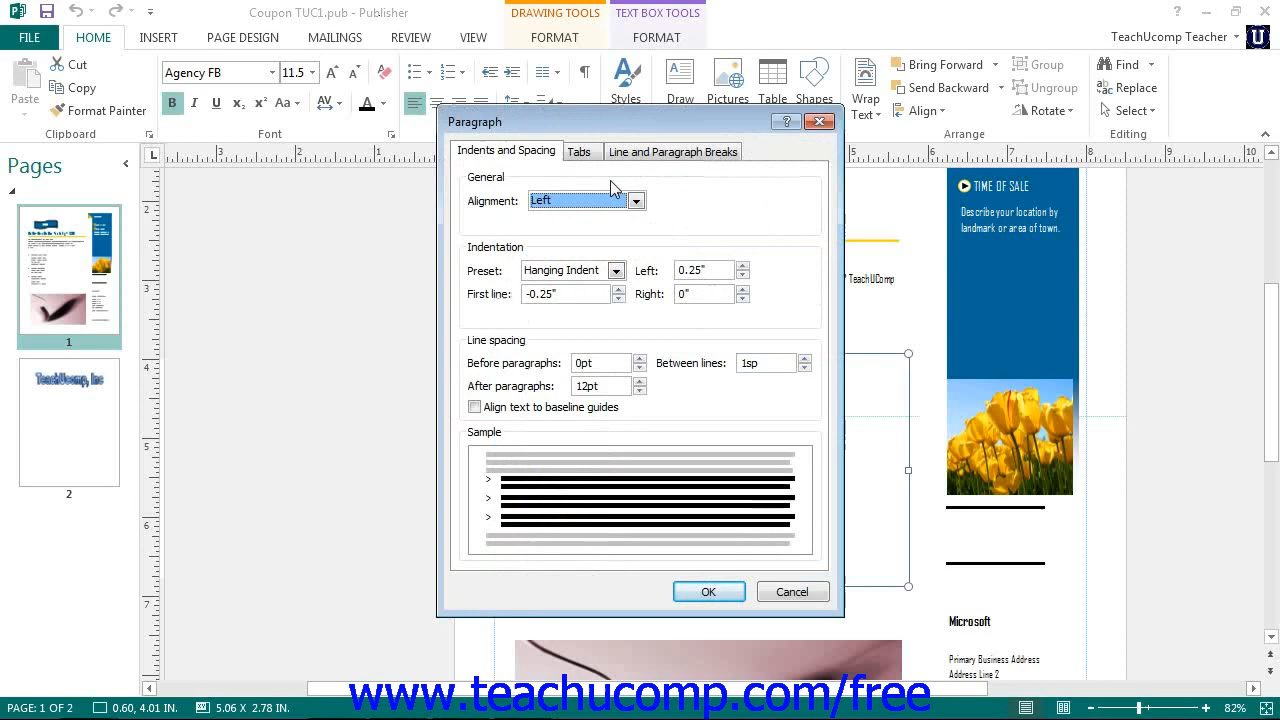 Coupon TUC1.pub - Publisher
DRAWING TOOLS
TEXT BOX TOOLS
FILE HOME INSERT PAGE DESIGN MAILINGS REVIEW VIEW FORMAT FORMAT
TeachUcomp Teacher
Paste
Cut
Copy
Format Painter
Clipboard
Agency FB 11.5
Font
Styles
Draw
Pictures
Table
Shapes
Wrap
Text
Bring Forward
Send Backward
Align
Group
Ungroup
Rotate
Arrange
Find
Replace
Select
Editing
Pages
1
TeachUcomp, Inc
2
Paragraph
Indents and Spacing Tabs Line and Paragraph Breaks
General
Alignment: Left
Indentation
Preset: Hanging Indent Left: 0.25"
First line: -0.25" Right: 0"
Line spacing
Before paragraphs: 0pt Between lines: 1sp
After paragraphs: 12pt
Align text to baseline guides
Sample
OK Cancel
TIME OF SALE
Describe your location by
landmark or area of town.
TeachUComp
Microsoft
Primary Business Address
Address Line 2
www.teachucomp.com/free
PAGE: 1 OF 2 0.60, 4.01 IN. 5.06 X 2.78 IN. 82%